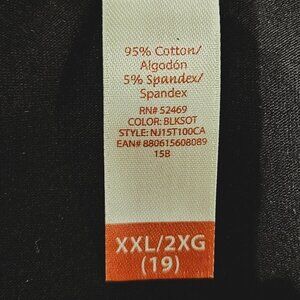 95% Cotton/
Algodón
5% Spandex/
Spandex
RN# 52469
COLOR: BLKSOT
STYLE: NJ15T100CA
EAN# 880615608089
15B
XXL/2XG
(19)